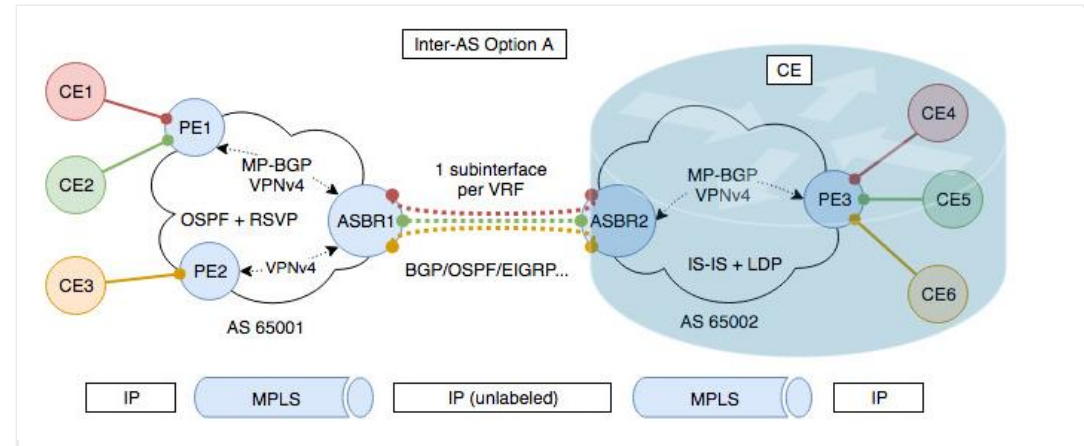 Inter-AS Option A
CE
CE1
CE4
PE1
MP-BGP
VPNv4
1 subinterface
per VRF
MP-BGP
VPNv4
CE2
OSPF + RSVP
ASBR1
ASBR2
PE3
CE5
CE3
PE2
VPNv4
BGP/OSPF/EIGRP...
IS-IS + LDP
CE6
AS 65001
AS 65002
IP
MPLS
IP (unlabeled)
MPLS
IP